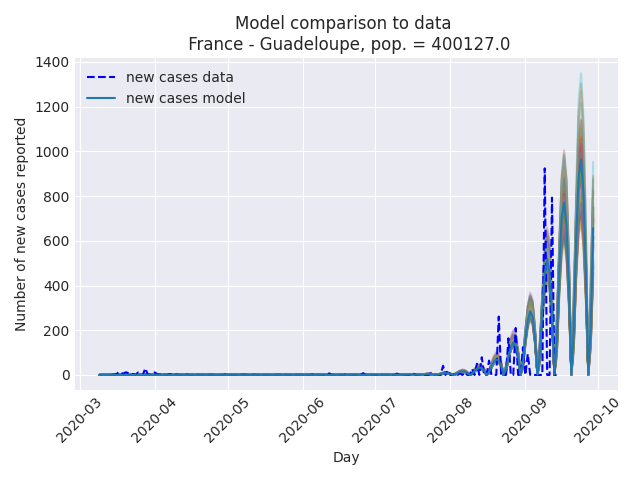 Model comparison to data
France - Guadeloupe, pop. = 400127.0
new cases data
new cases model
Number of new cases reported
1400
1200
1000
800
600
400
200
0
2020-03
2020-04
2020-05
2020-06
2020-07
2020-08
2020-09
2020-10
Day